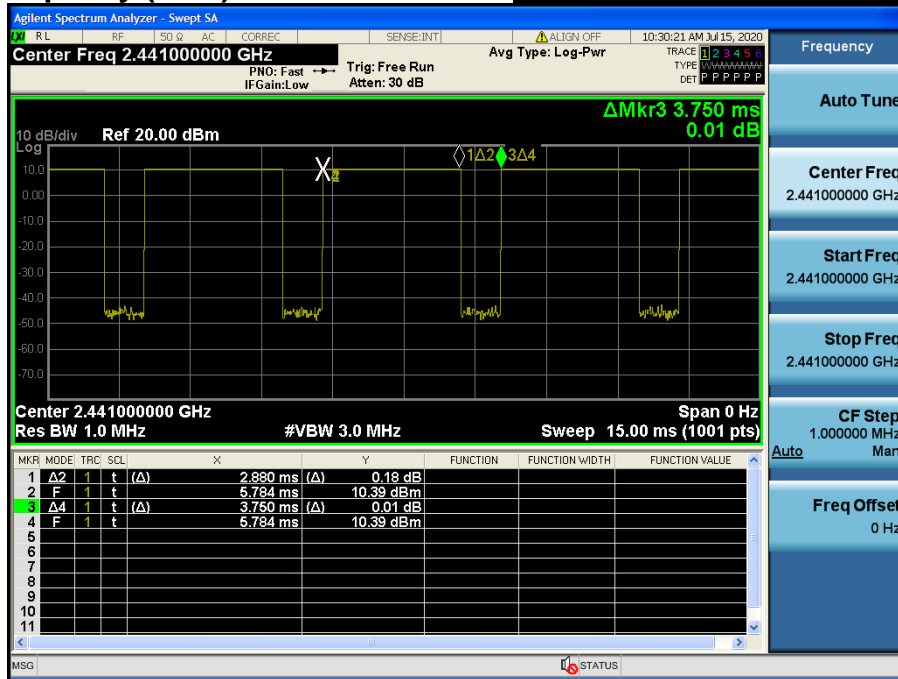 Agilent Spectrum Analyzer - Swept SA
LXI RL RF 50 Ω AC CORREC SENSE:INT ALIGN OFF 10:30:21 AM Jul 15, 2020
Center Freq 2.441000000 GHz
PNO: Fast
IFGain:Low
Trig: Free Run
Atten: 30 dB
Avg Type: Log-Pwr
TRACE 1 2 3 4 5 6
TYPE
DET P P P P P P
Frequency
ΔMkr3 3.750 ms
0.01 dB
10 dB/div Ref 20.00 dBm
Log
1Δ2 3Δ4
10.0
0.00
-10.0
-20.0
-30.0
-40.0
-50.0
-60.0
-70.0
Center 2.441000000 GHz Span 0 Hz
Res BW 1.0 MHz #VBW 3.0 MHz Sweep 15.00 ms (1001 pts)
MKR MODE TRC SCL X Y FUNCTION FUNCTION WIDTH FUNCTION VALUE
1 Δ2 1 t (Δ) 2.880 ms (Δ) 0.18 dB
2 F 1 t 5.784 ms 10.39 dBm
3 Δ4 1 t (Δ) 3.750 ms (Δ) 0.01 dB
4 F 1 t 5.784 ms 10.39 dBm
5
6
7
8
9
10
11
MSG STATUS
Auto Tune
Center Freq
2.441000000 GHz
Start Freq
2.441000000 GHz
Stop Freq
2.441000000 GHz
CF Step
1.000000 MHz
Auto Man
Freq Offset
0 Hz